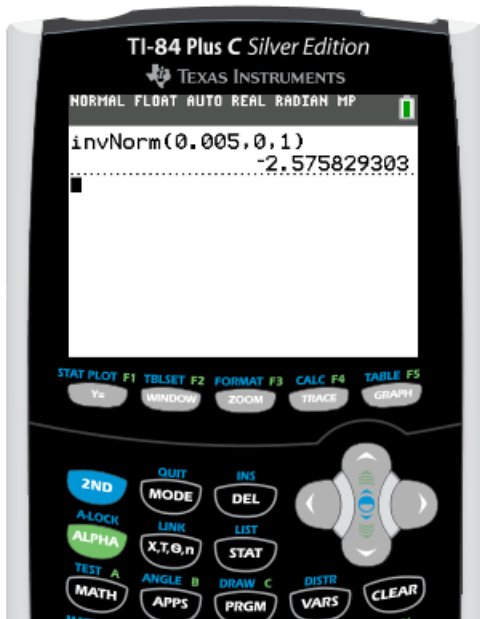 TI-84 Plus C Silver Edition
TEXAS INSTRUMENTS
NORMAL FLOAT AUTO REAL RADIAN MP
invNorm(0.005,0,1)
-2.575829303
STAT PLOT F1 TBLSET F2 FORMAT F3 CALC F4 TABLE F5
Y= WINDOW ZOOM TRACE GRAPH
QUIT INS
2ND MODE DEL
A-LOCK LINK LIST
ALPHA X,T,Θ,n STAT
TEST A ANGLE B DRAW C DISTR
MATH APPS PRGM VARS CLEAR